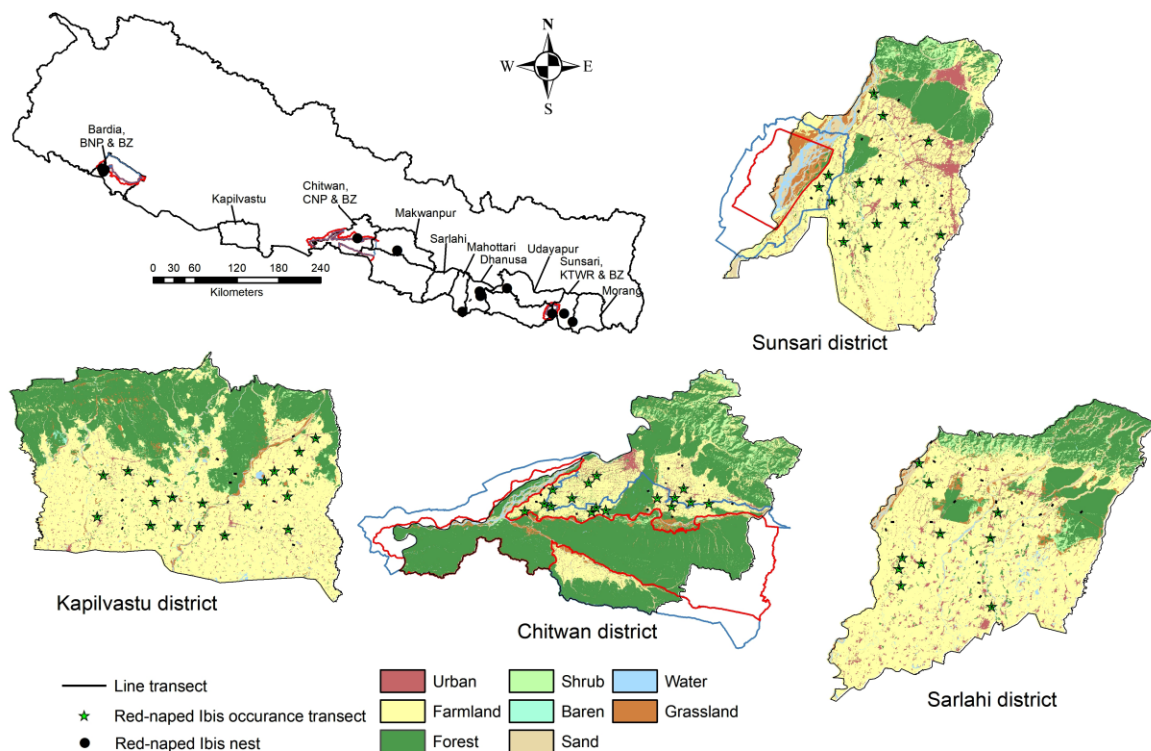 N
W E
S
Bardia,
BNP & BZ
Kapilvastu
Chitwan,
CNP & BZ
Makwanpur
Sarlahi
Mahottari
Dhanusa
Udayapur
Sunsari,
KTWR & BZ
Morang
0 30 60 120 180 240
Kilometers
Sunsari district
Kapilvastu district
Chitwan district
Sarlahi district
Line transect
Red-naped Ibis occurance transect
Red-naped Ibis nest
Urban
Farmland
Forest
Shrub
Baren
Sand
Water
Grassland